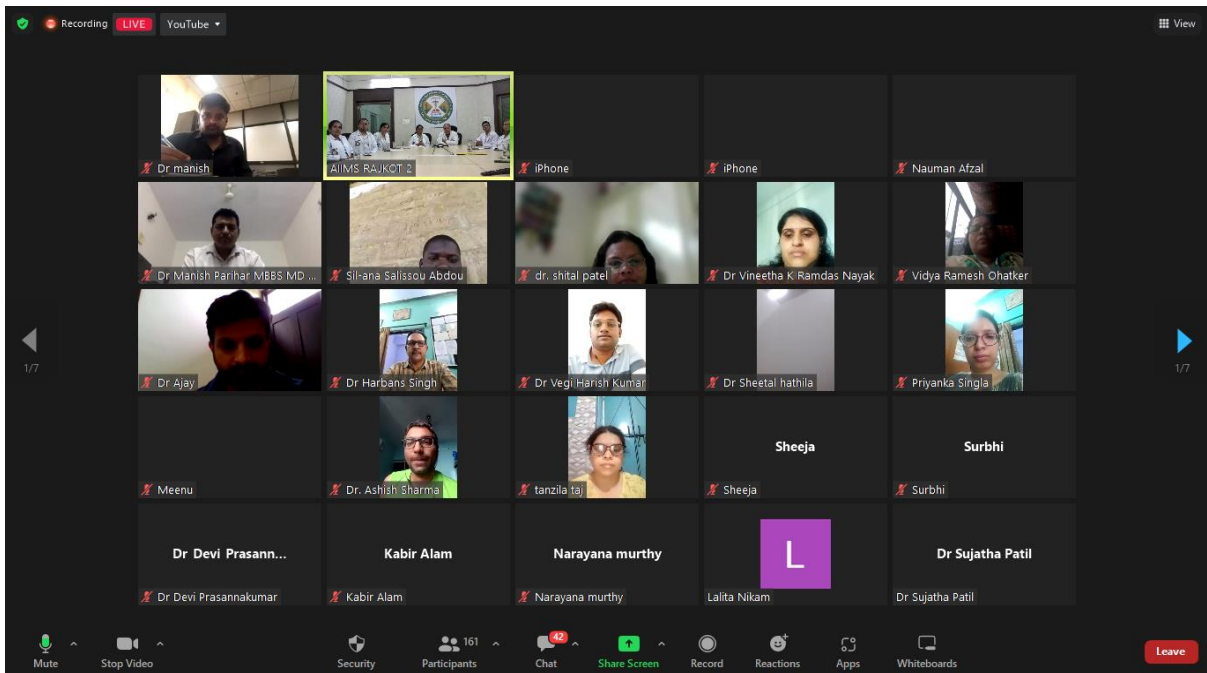 Recording LIVE YouTube
View
Dr manish
AIIMS RAJKOT 2
iPhone
iPhone
Nauman Afzal
Dr Manish Parihar MBBS MD ...
Sil-ana Salissou Abdou
dr. shital patel
Dr Vineetha K Ramdas Nayak
Vidya Ramesh Ohatker
1/7
1/7
Dr Ajay
Dr Harbans Singh
Dr Vegi Harish Kumar
Dr Sheetal hathila
Priyanka Singla
Sheeja
Surbhi
Meenu
Dr. Ashish Sharma
tanzila taj
Sheeja
Surbhi
Dr Devi Prasann...
Kabir Alam
Narayana murthy
L
Dr Sujatha Patil
Dr Devi Prasannakumar
Kabir Alam
Narayana murthy
Lalita Nikam
Dr Sujatha Patil
161
42
Mute
Stop Video
Security
Participants
Chat
Share Screen
Record
Reactions
Apps
Whiteboards
Leave